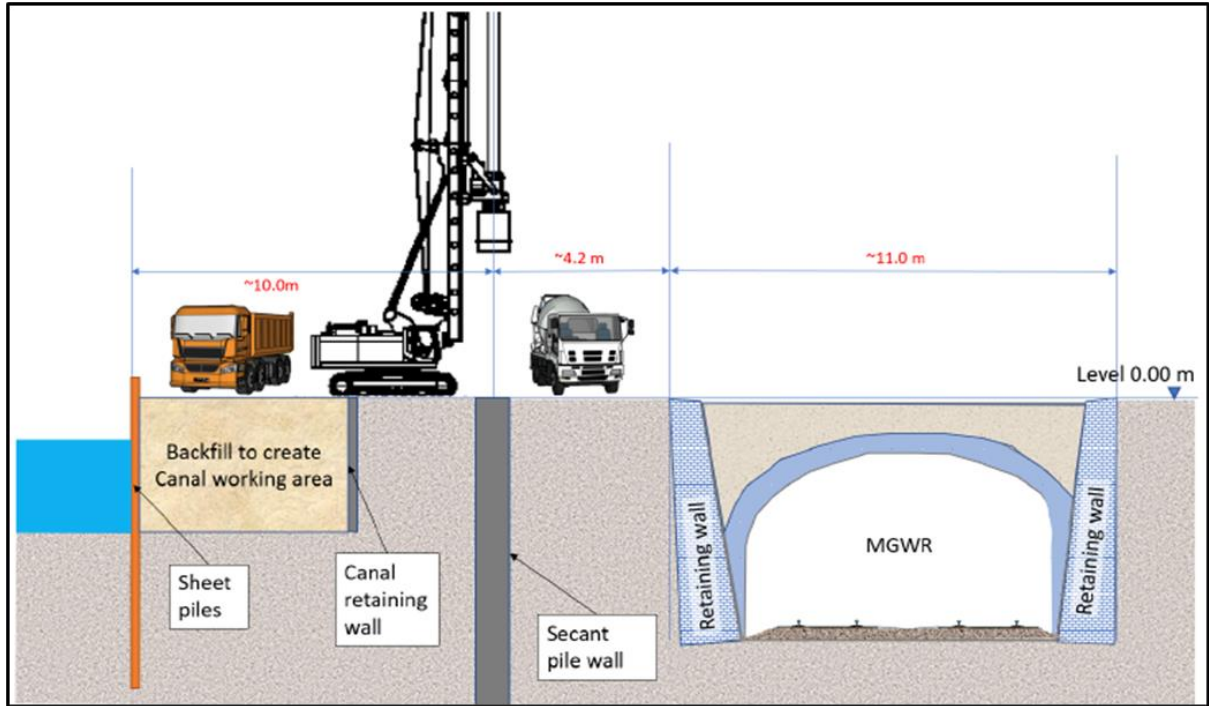 ~4.2 m
~11.0 m
~10.0m
Level 0.00 m
Backfill to create
Canal working area
Retaining wall
MGWR
Retaining wall
Sheet
piles
Canal
retaining
wall
Secant
pile wall